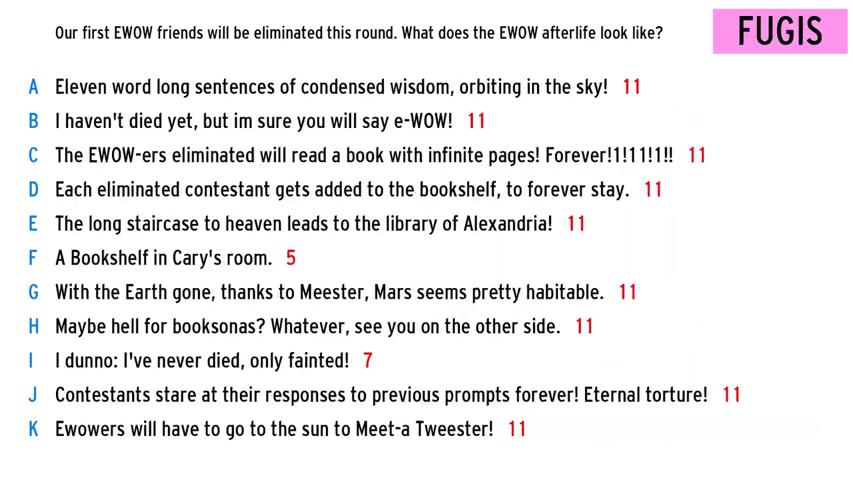 Our first EWOW friends will be eliminated this round. What does the EWOW afterlife look like?
FUGIS
A Eleven word long sentences of condensed wisdom, orbiting in the sky! 11
B I haven't died yet, but im sure you will say e-WOW! 11
C The EWOW-ers eliminated will read a book with infinite pages! Forever!1!11!1!! 11
D Each eliminated contestant gets added to the bookshelf, to forever stay. 11
E The long staircase to heaven leads to the library of Alexandria! 11
F A Bookshelf in Cary's room. 5
G With the Earth gone, thanks to Meester, Mars seems pretty habitable. 11
H Maybe hell for booksonas? Whatever, see you on the other side. 11
I I dunno: I've never died, only fainted! 7
J Contestants stare at their responses to previous prompts forever! Eternal torture! 11
K Ewowers will have to go to the sun to Meet-a Tweester! 11